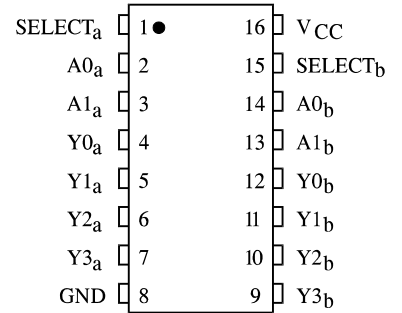 SELECTa 1 16 VCC
A0a 2 15 SELECTb
A1a 3 14 A0b
Y0a 4 13 A1b
Y1a 5 12 Y0b
Y2a 6 11 Y1b
Y3a 7 10 Y2b
GND 8 9 Y3b